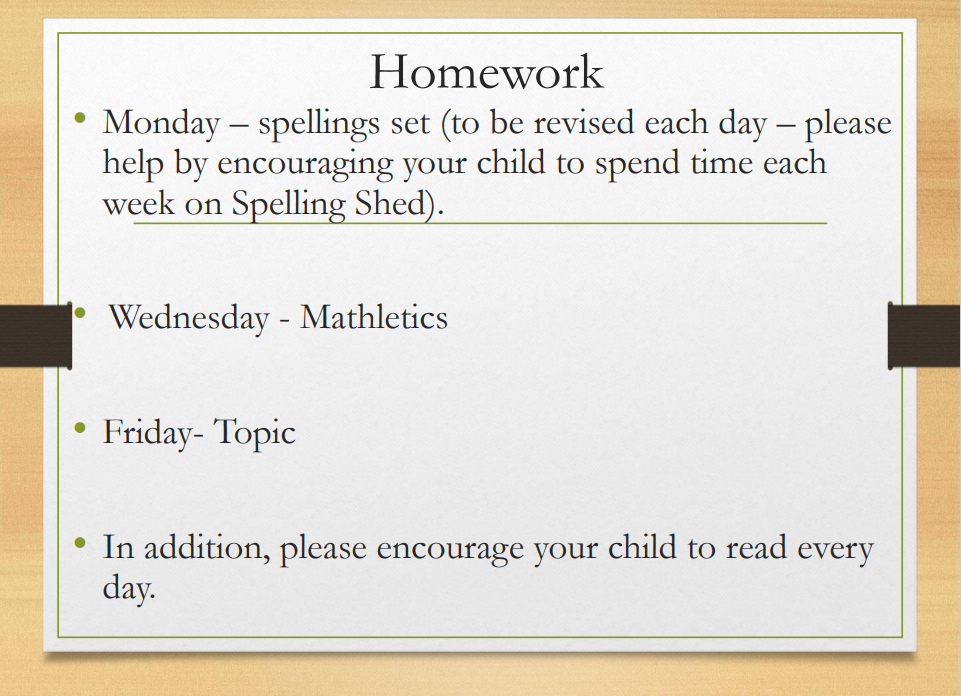 Homework
• Monday – spellings set (to be revised each day – please
help by encouraging your child to spend time each
week on Spelling Shed).
• Wednesday - Mathletics
• Friday- Topic
• In addition, please encourage your child to read every
day.